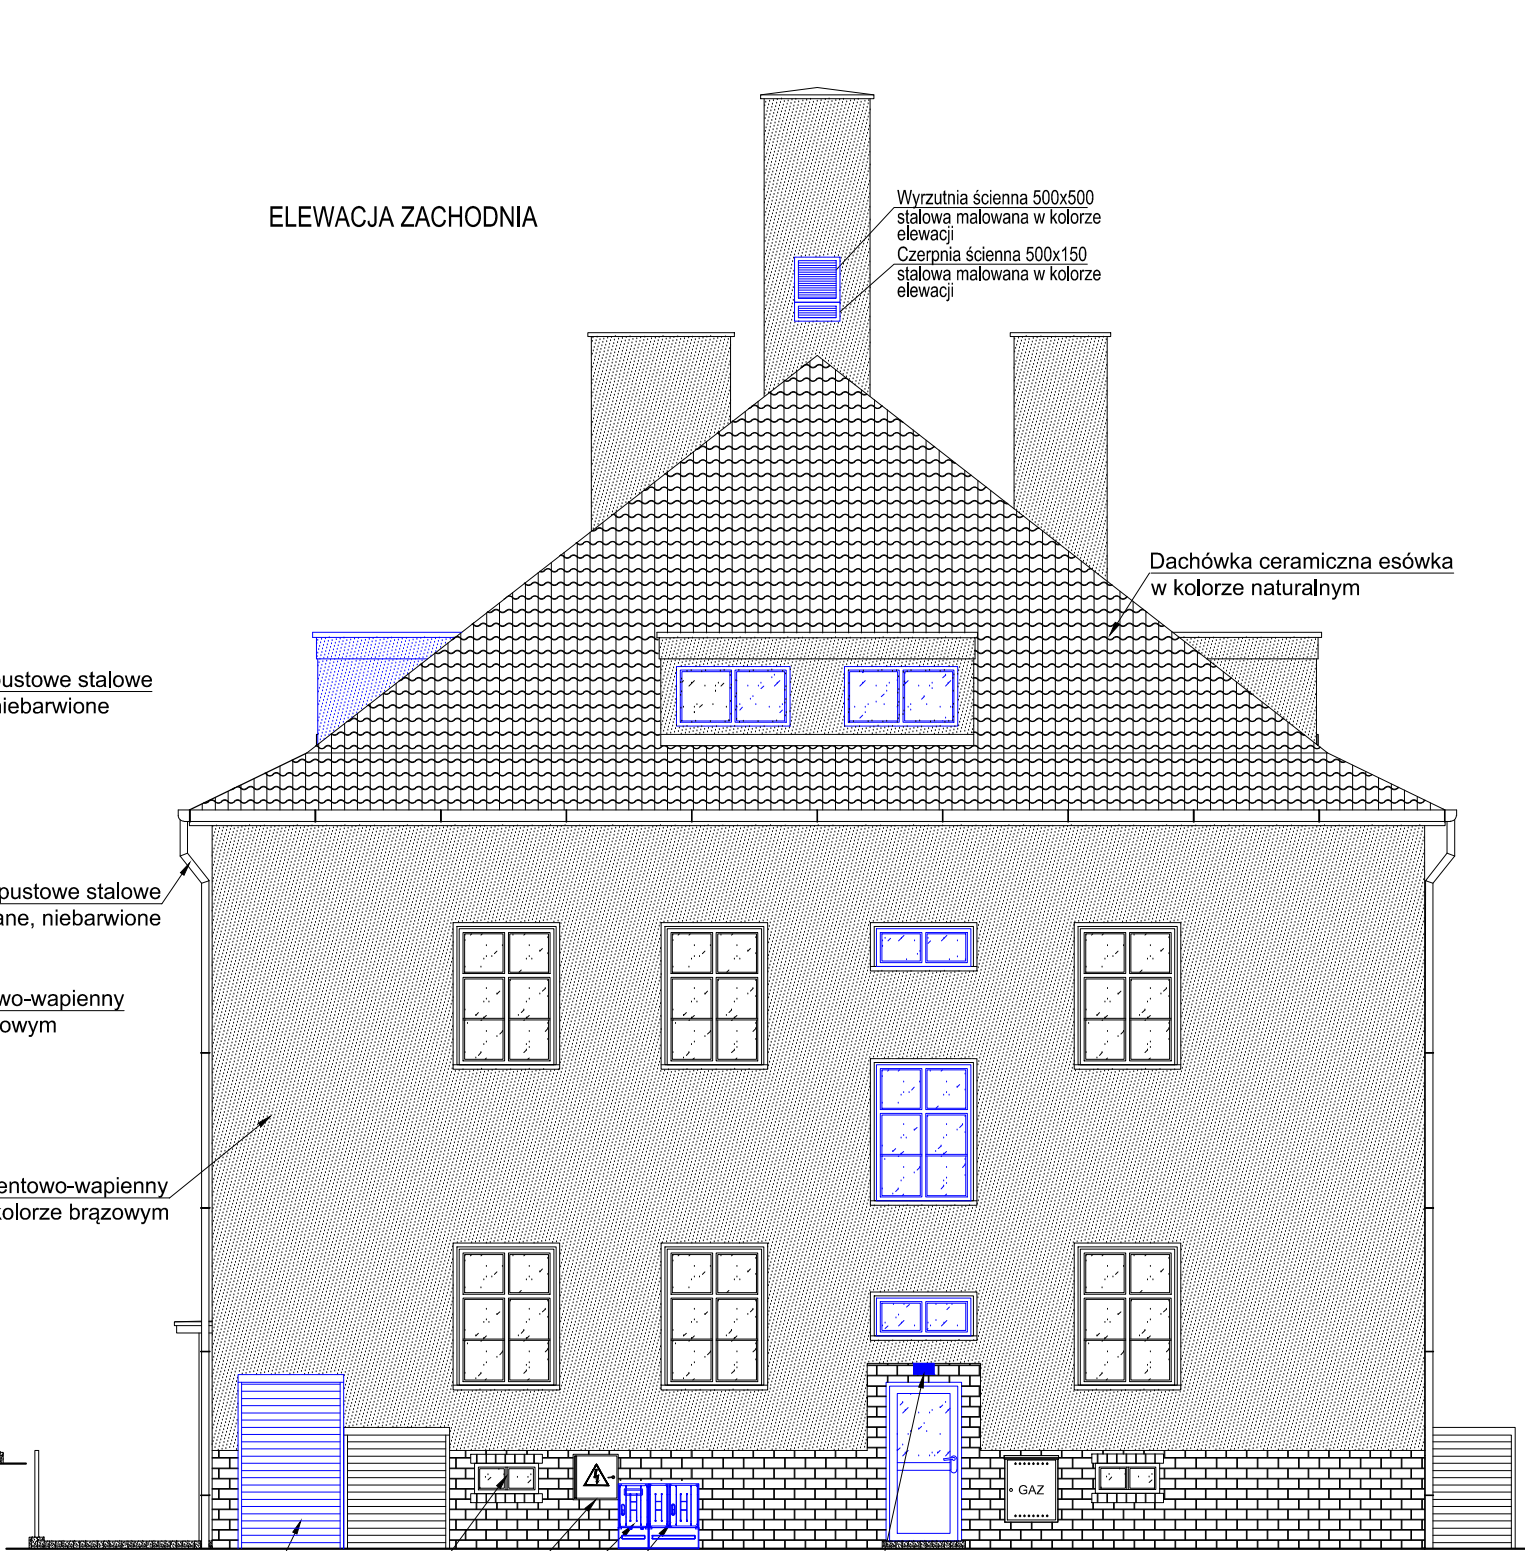 ELEWACJA ZACHODNIA
Wyrzutnia ścienna 500x500
stalowa malowana w kolorze
elewacji
Czerpnia ścienna 500x150
stalowa malowana w kolorze
elewacji
Dachówka ceramiczna esówka
w kolorze naturalnym
pustowe stalowe
niebarwione
pustowe stalowe
ane, niebarwione
wo-wapienny
owym
entowo-wapienny
kolorze brązowym
GAZ